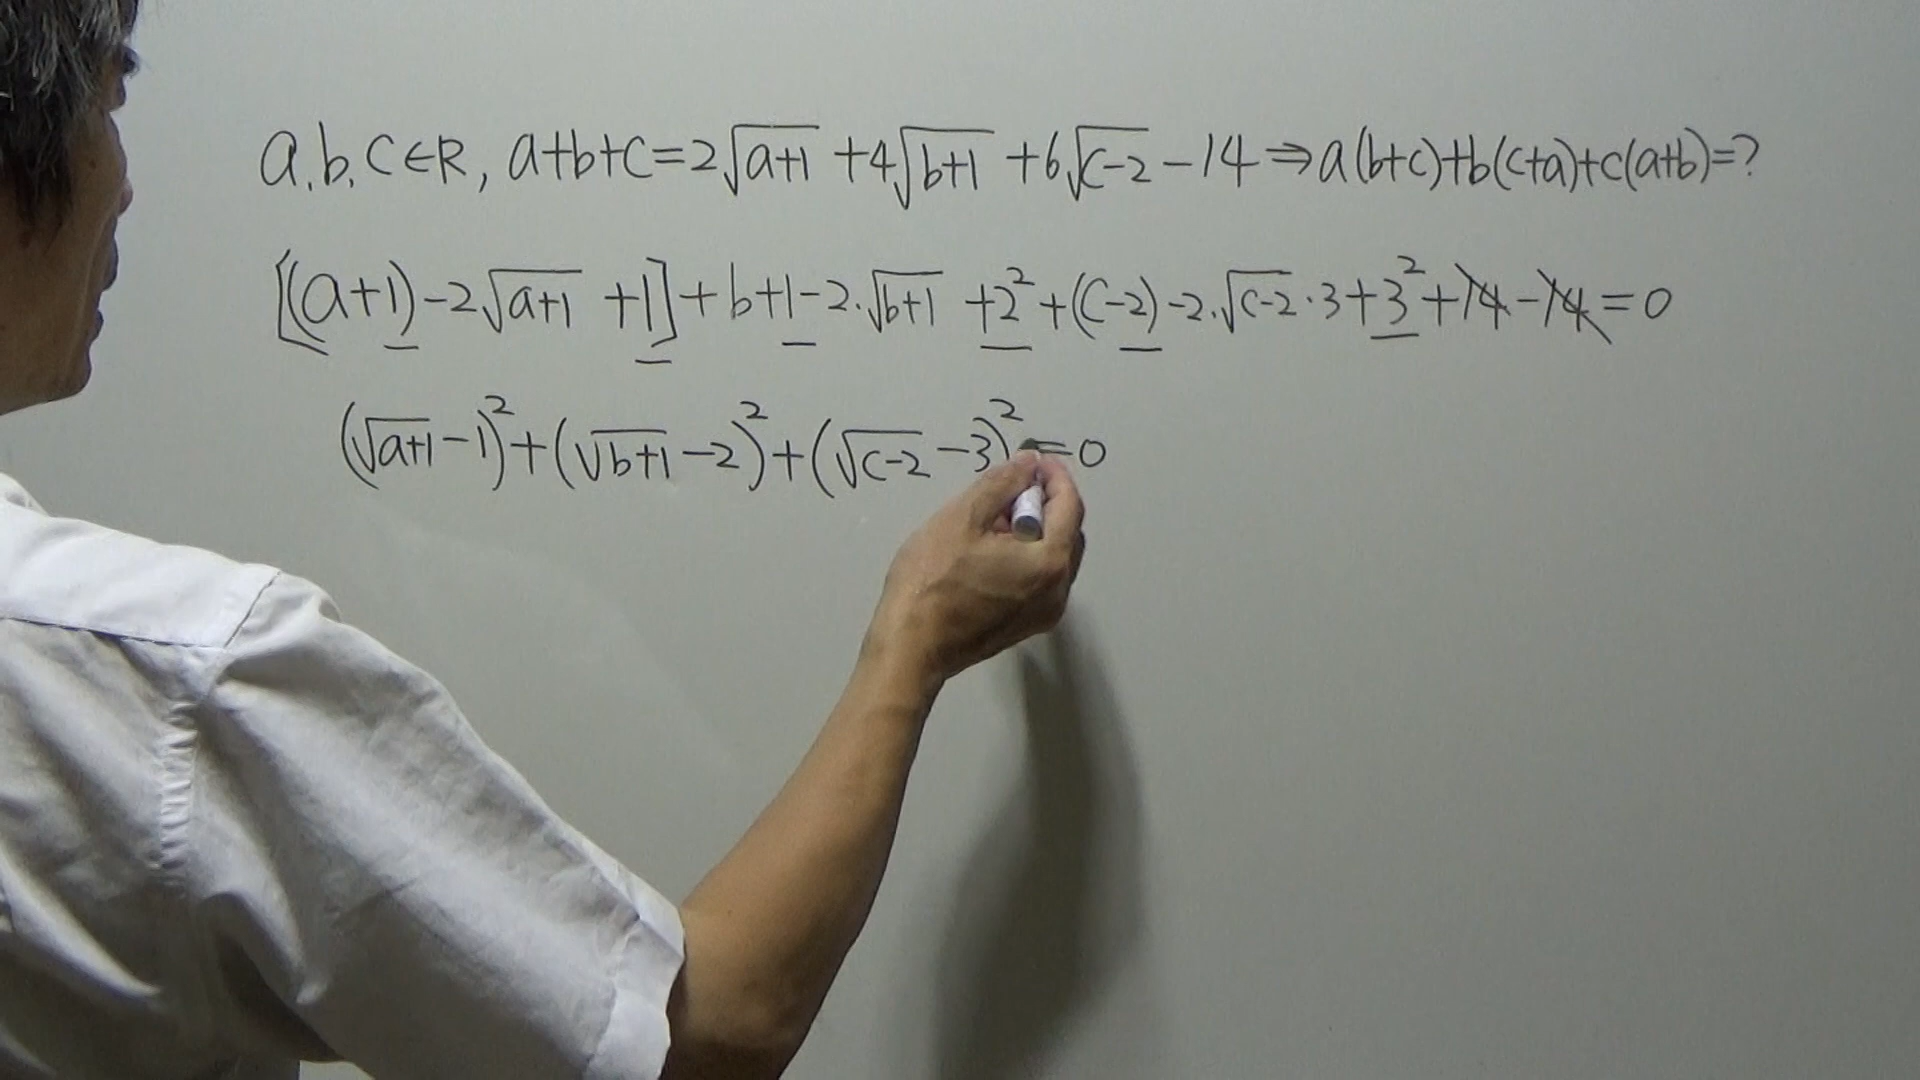 a,b,c∈R, a+b+c=2√(a+1) +4√(b+1) +6√(c-2) -14⇒a(b+c)+b(c+a)+c(a+b)=?
[(a+1)-2√(a+1) +1]+b+1-2·√(b+1) +2²+(c-2)-2·√(c-2)·3+3²+14-14=0
(√(a+1)-1)²+(√(b+1)-2)²+(√(c-2)-3)²=0